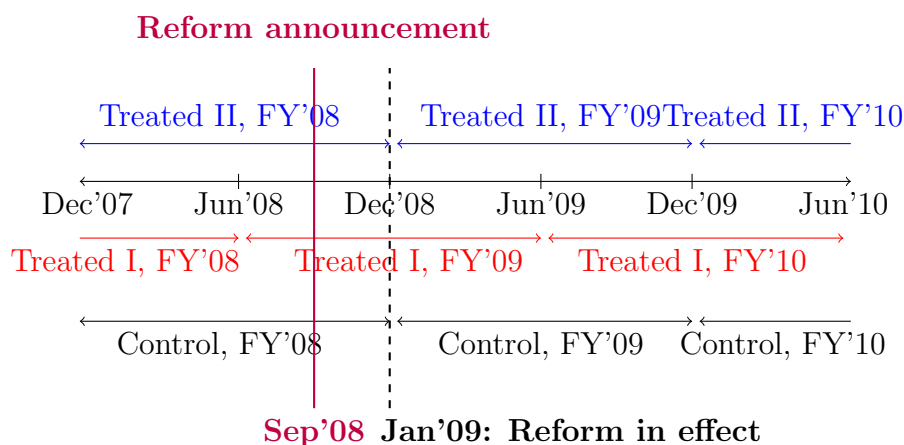 Reform announcement
Treated II, FY'08 Treated II, FY'09 Treated II, FY'10
Dec'07 Jun'08 Dec'08 Jun'09 Dec'09 Jun'10
Treated I, FY'08 Treated I, FY'09 Treated I, FY'10
Control, FY'08 Control, FY'09 Control, FY'10
Sep'08 Jan'09: Reform in effect